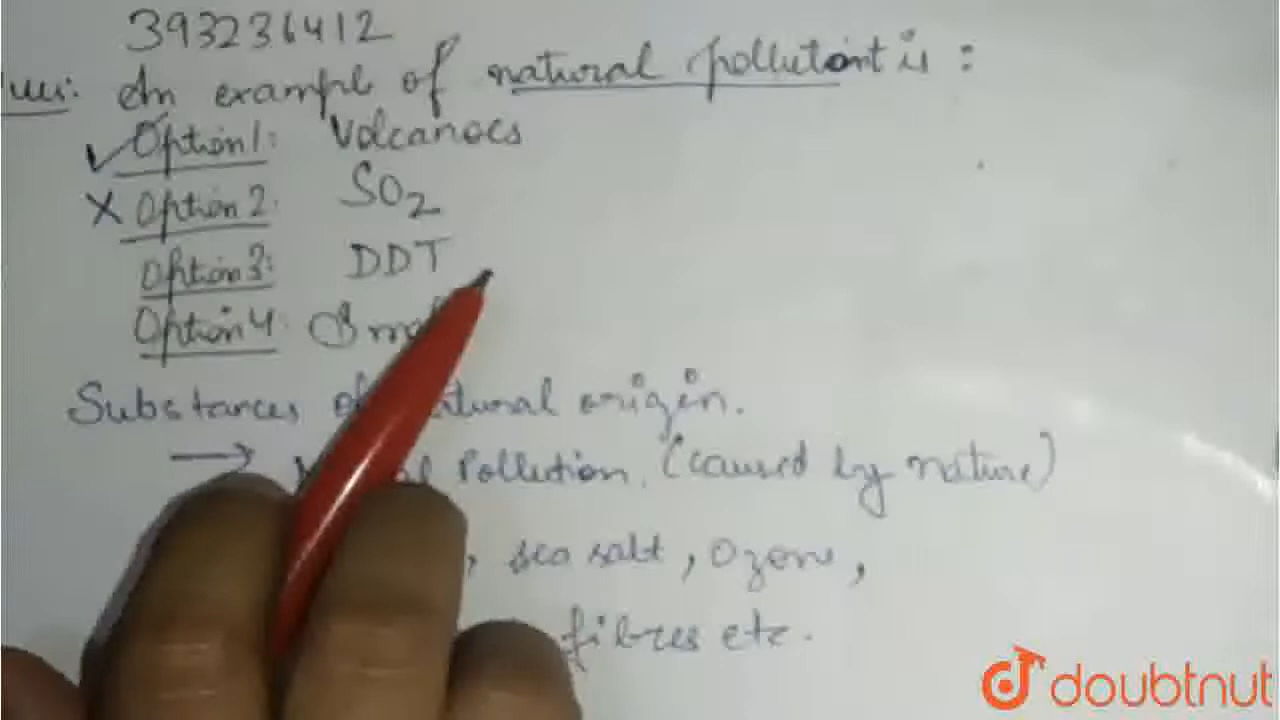 393236412
An example of natural pollutant is :
✓ Option 1: Volcanoes
X Option 2: SO2
Option 3: DDT
Option 4:
Substances of natural origin.
→ Pollution. (caused by nature)
, sea salt, Ozone,
fibres etc.
doubtnut